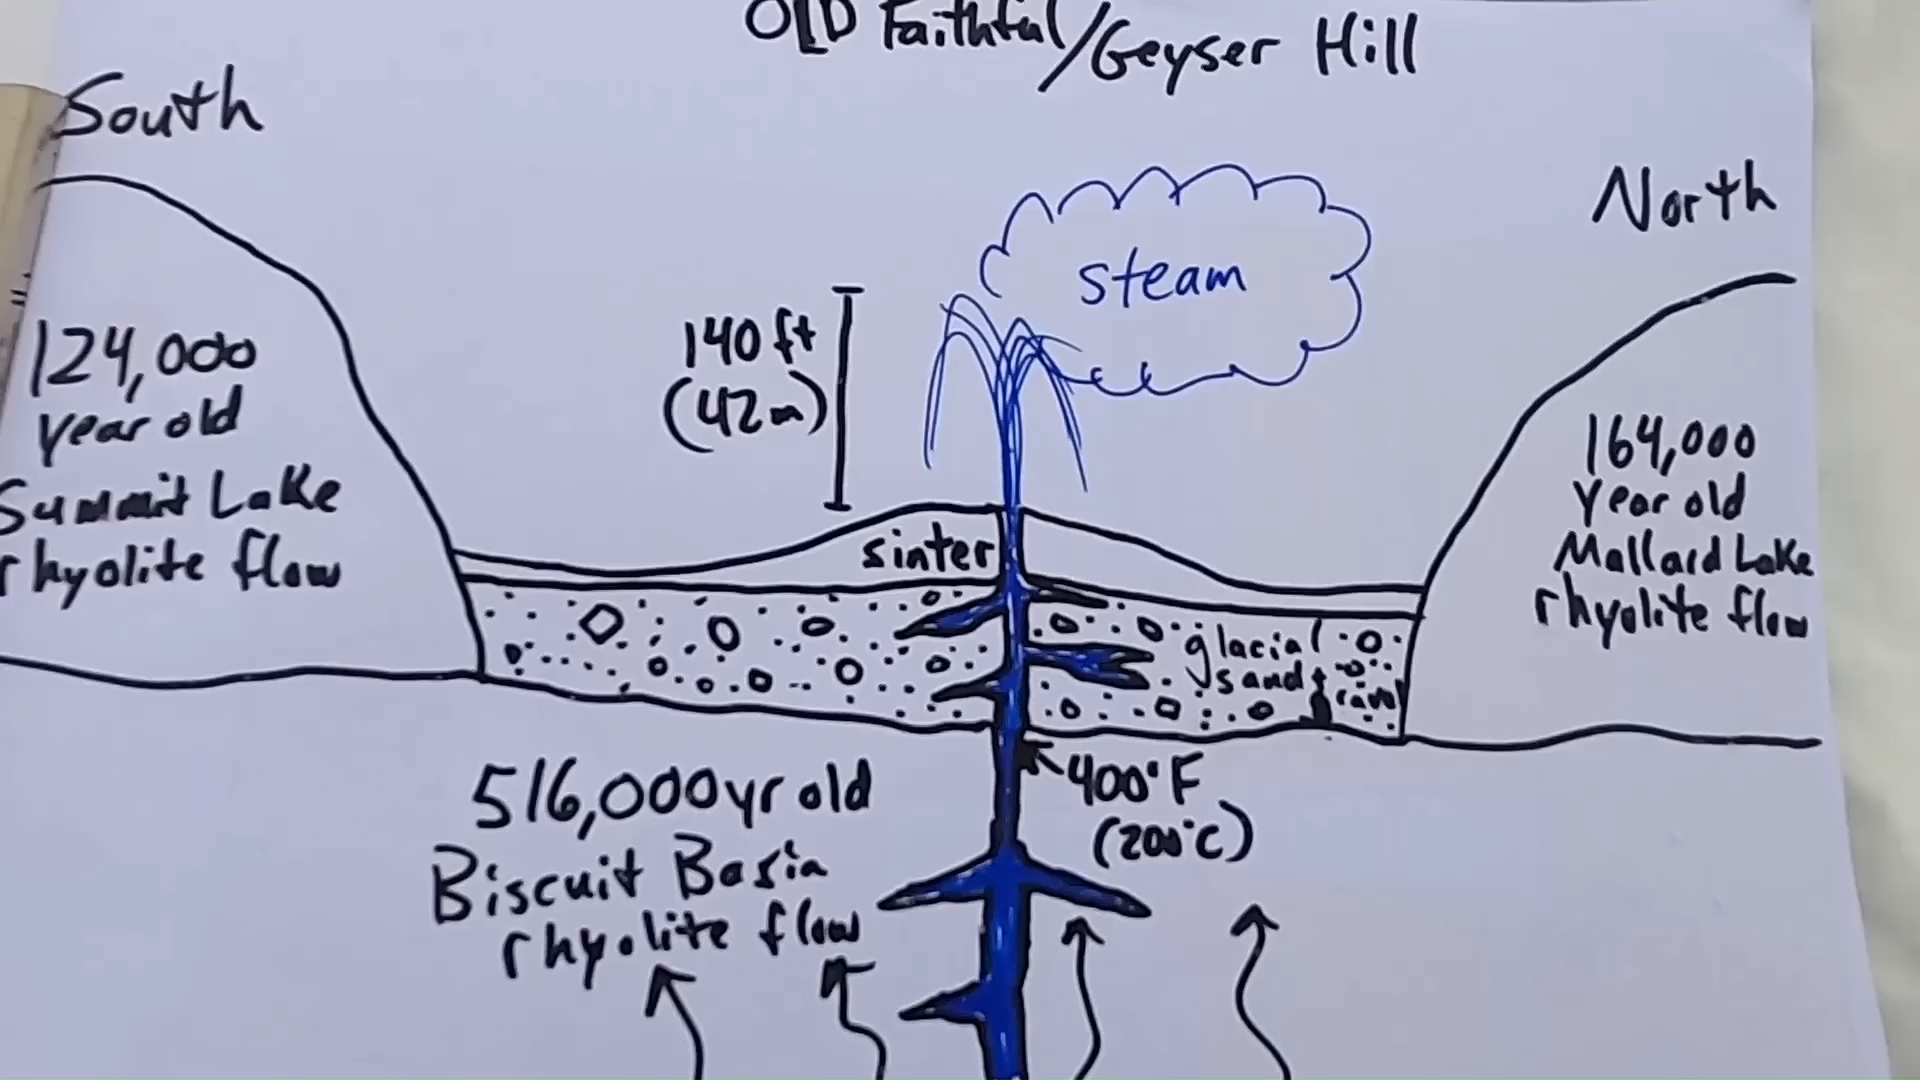 OLD Faithful/Geyser Hill
South
North
steam
140 ft
(42m)
124,000
year old
Summit Lake
rhyolite flow
164,000
year old
Mallard Lake
rhyolite flow
sinter
glacial
sand +
516,000 yr old
Biscuit Basin
rhyolite flow
400°F
(200°C)